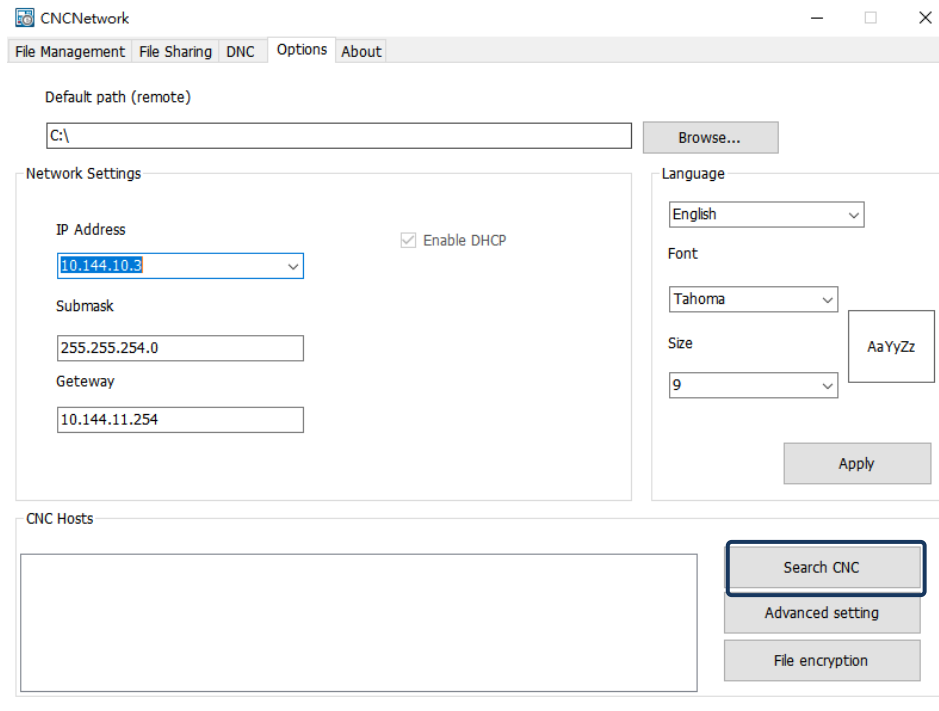 CNCNetwork
File Management File Sharing DNC Options About
Default path (remote)
C:\
Browse...
Network Settings
IP Address
10.144.10.3
Enable DHCP
Submask
255.255.254.0
Geteway
10.144.11.254
Language
English
Font
Tahoma
Size
AaYyZz
9
Apply
CNC Hosts
Search CNC
Advanced setting
File encryption